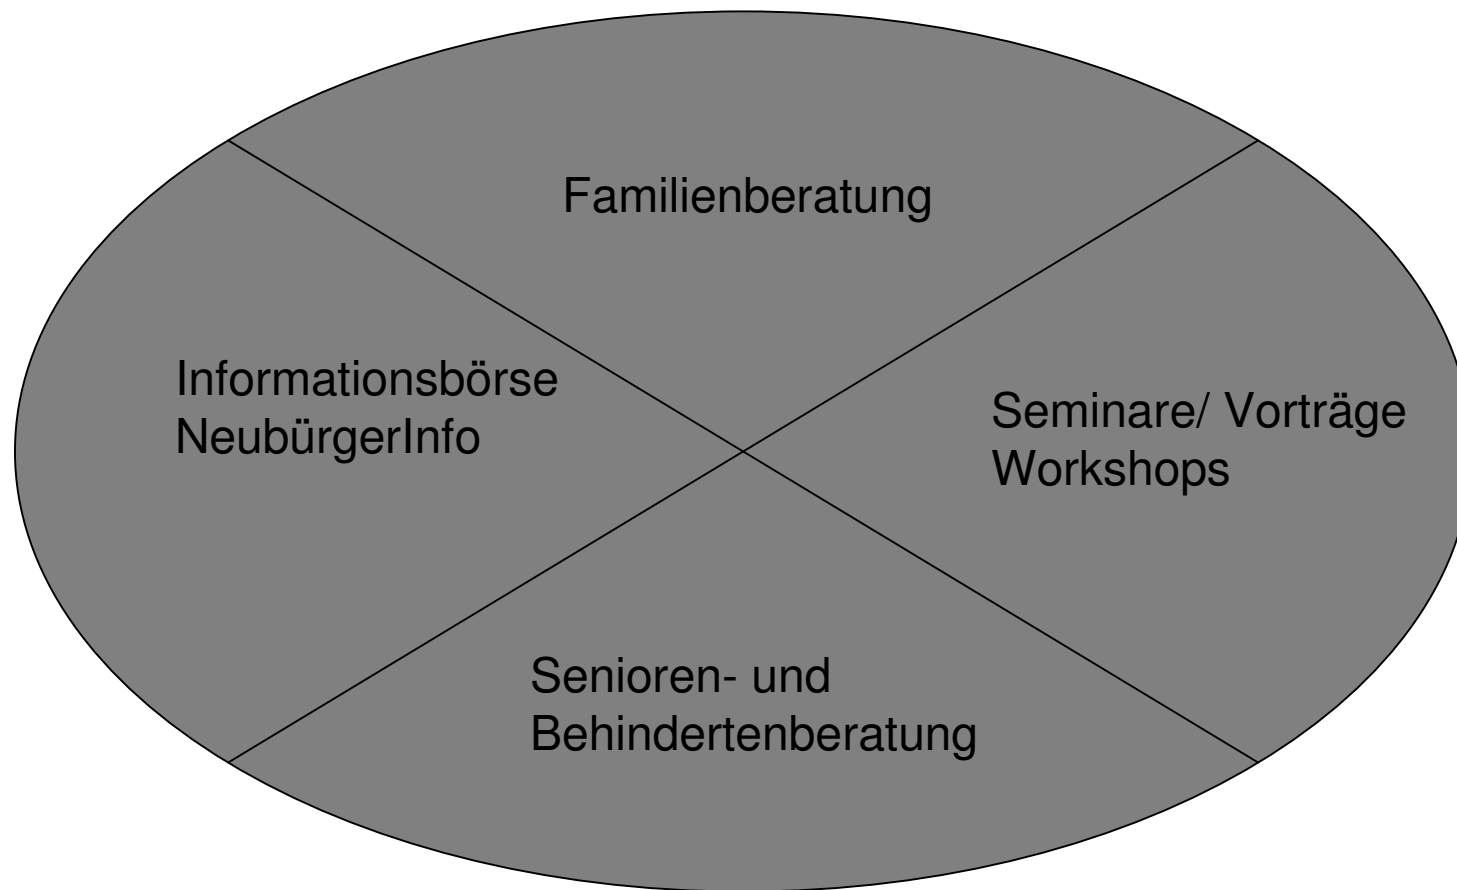 Familienberatung
Informationsbörse
NeubürgerInfo
Seminare/ Vorträge
Workshops
Senioren- und
Behindertenberatung